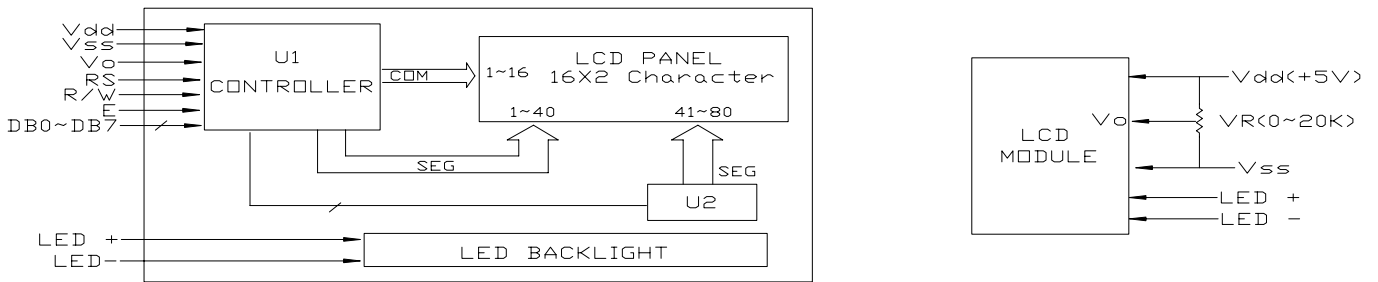 Vdd
Vss
Vo
RS
R/W
E
DB0~DB7
U1
CONTROLLER
COM
LCD PANEL
1~16
16X2 Character
1~40
41~80
SEG
SEG
U2
LED +
LED-
LED BACKLIGHT
LCD
MODULE
Vdd(+5V)
Vo
VR(0~20K)
Vss
LED +
LED -